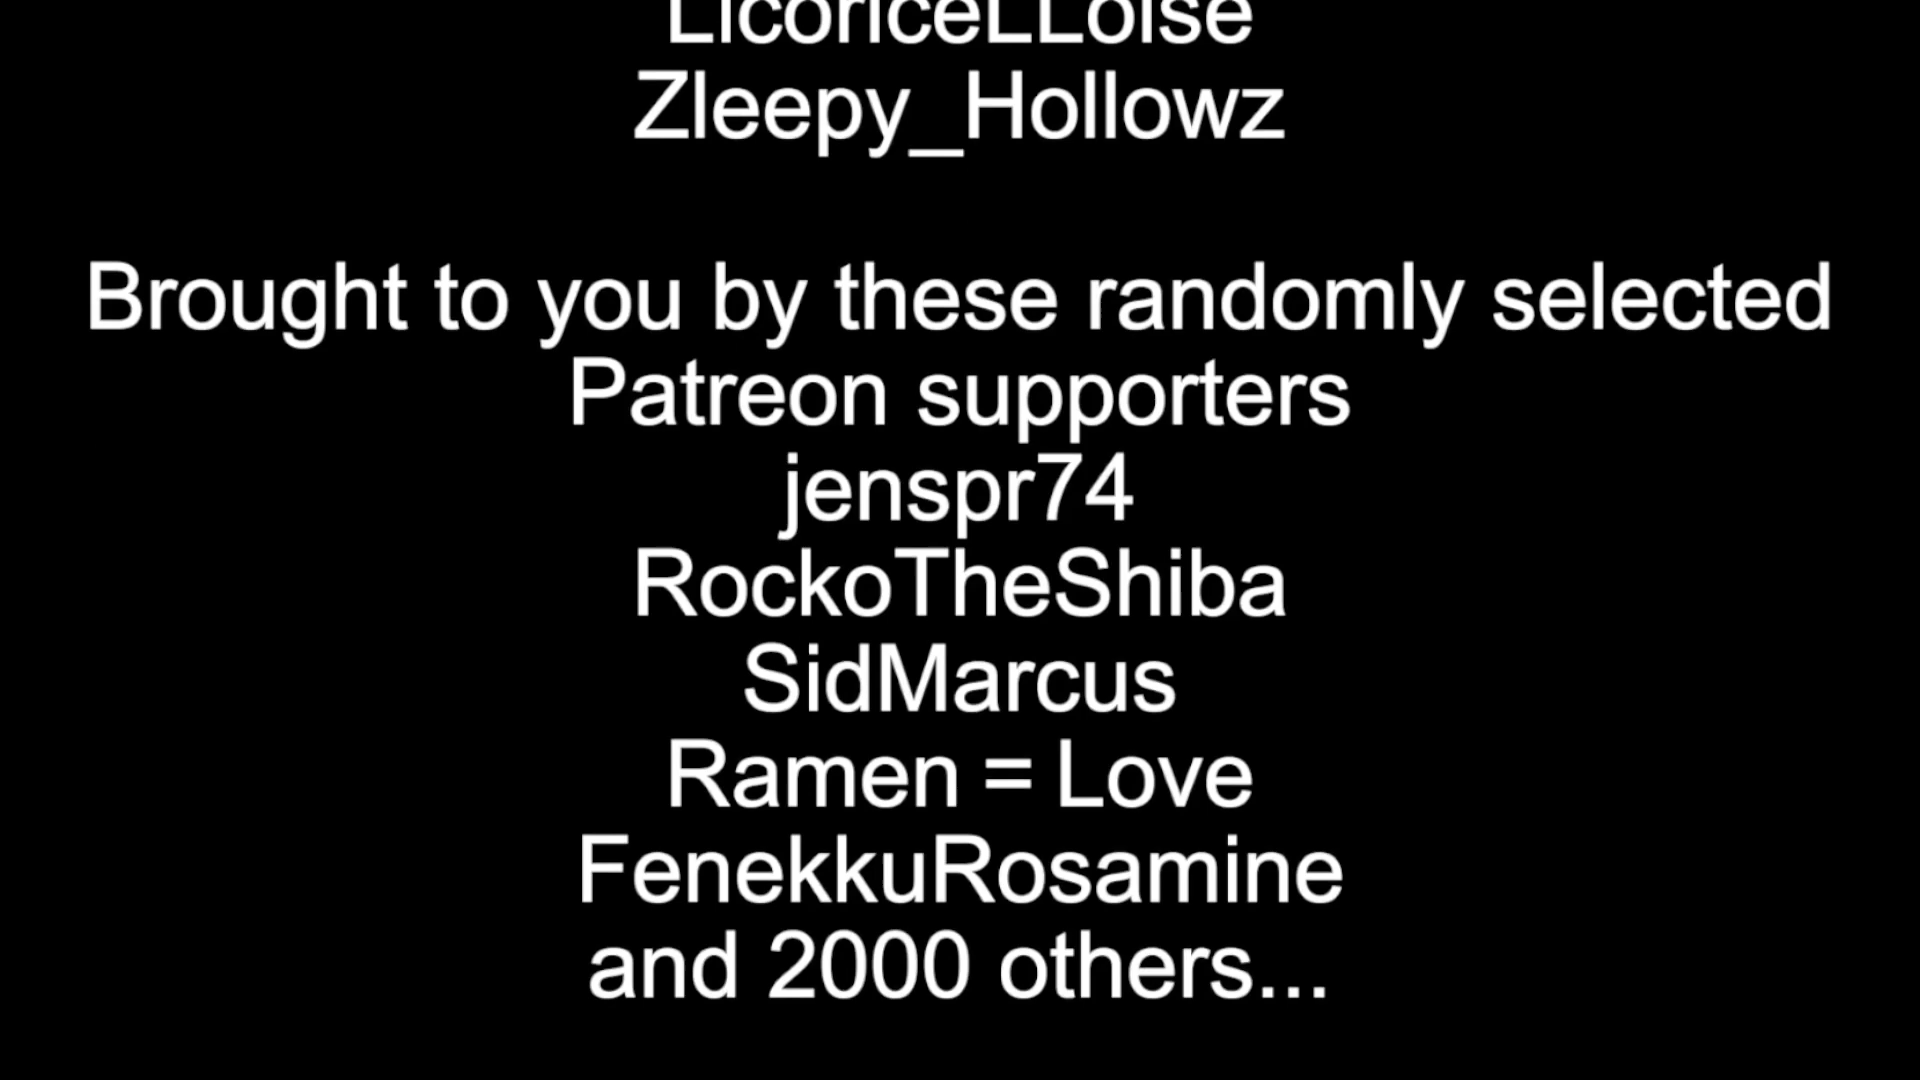 LicoriceLLoise
Zleepy_Hollowz
Brought to you by these randomly selected
Patreon supporters
jenspr74
RockoTheShiba
SidMarcus
Ramen = Love
FenekkuRosamine
and 2000 others...